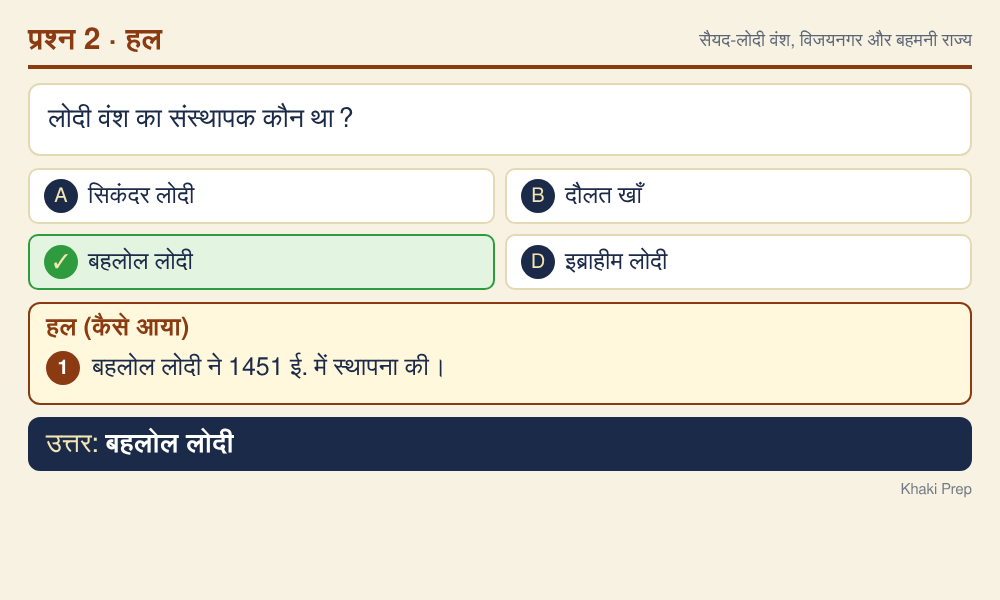 प्रश्न 2 · हल
सैयद-लोदी वंश, विजयनगर और बहमनी राज्य
लोदी वंश का संस्थापक कौन था ?
A सिकंदर लोदी
B दौलत खाँ
✓ बहलोल लोदी
D इब्राहीम लोदी
हल (कैसे आया)
1 बहलोल लोदी ने 1451 ई. में स्थापना की।
उत्तर: बहलोल लोदी
Khaki Prep